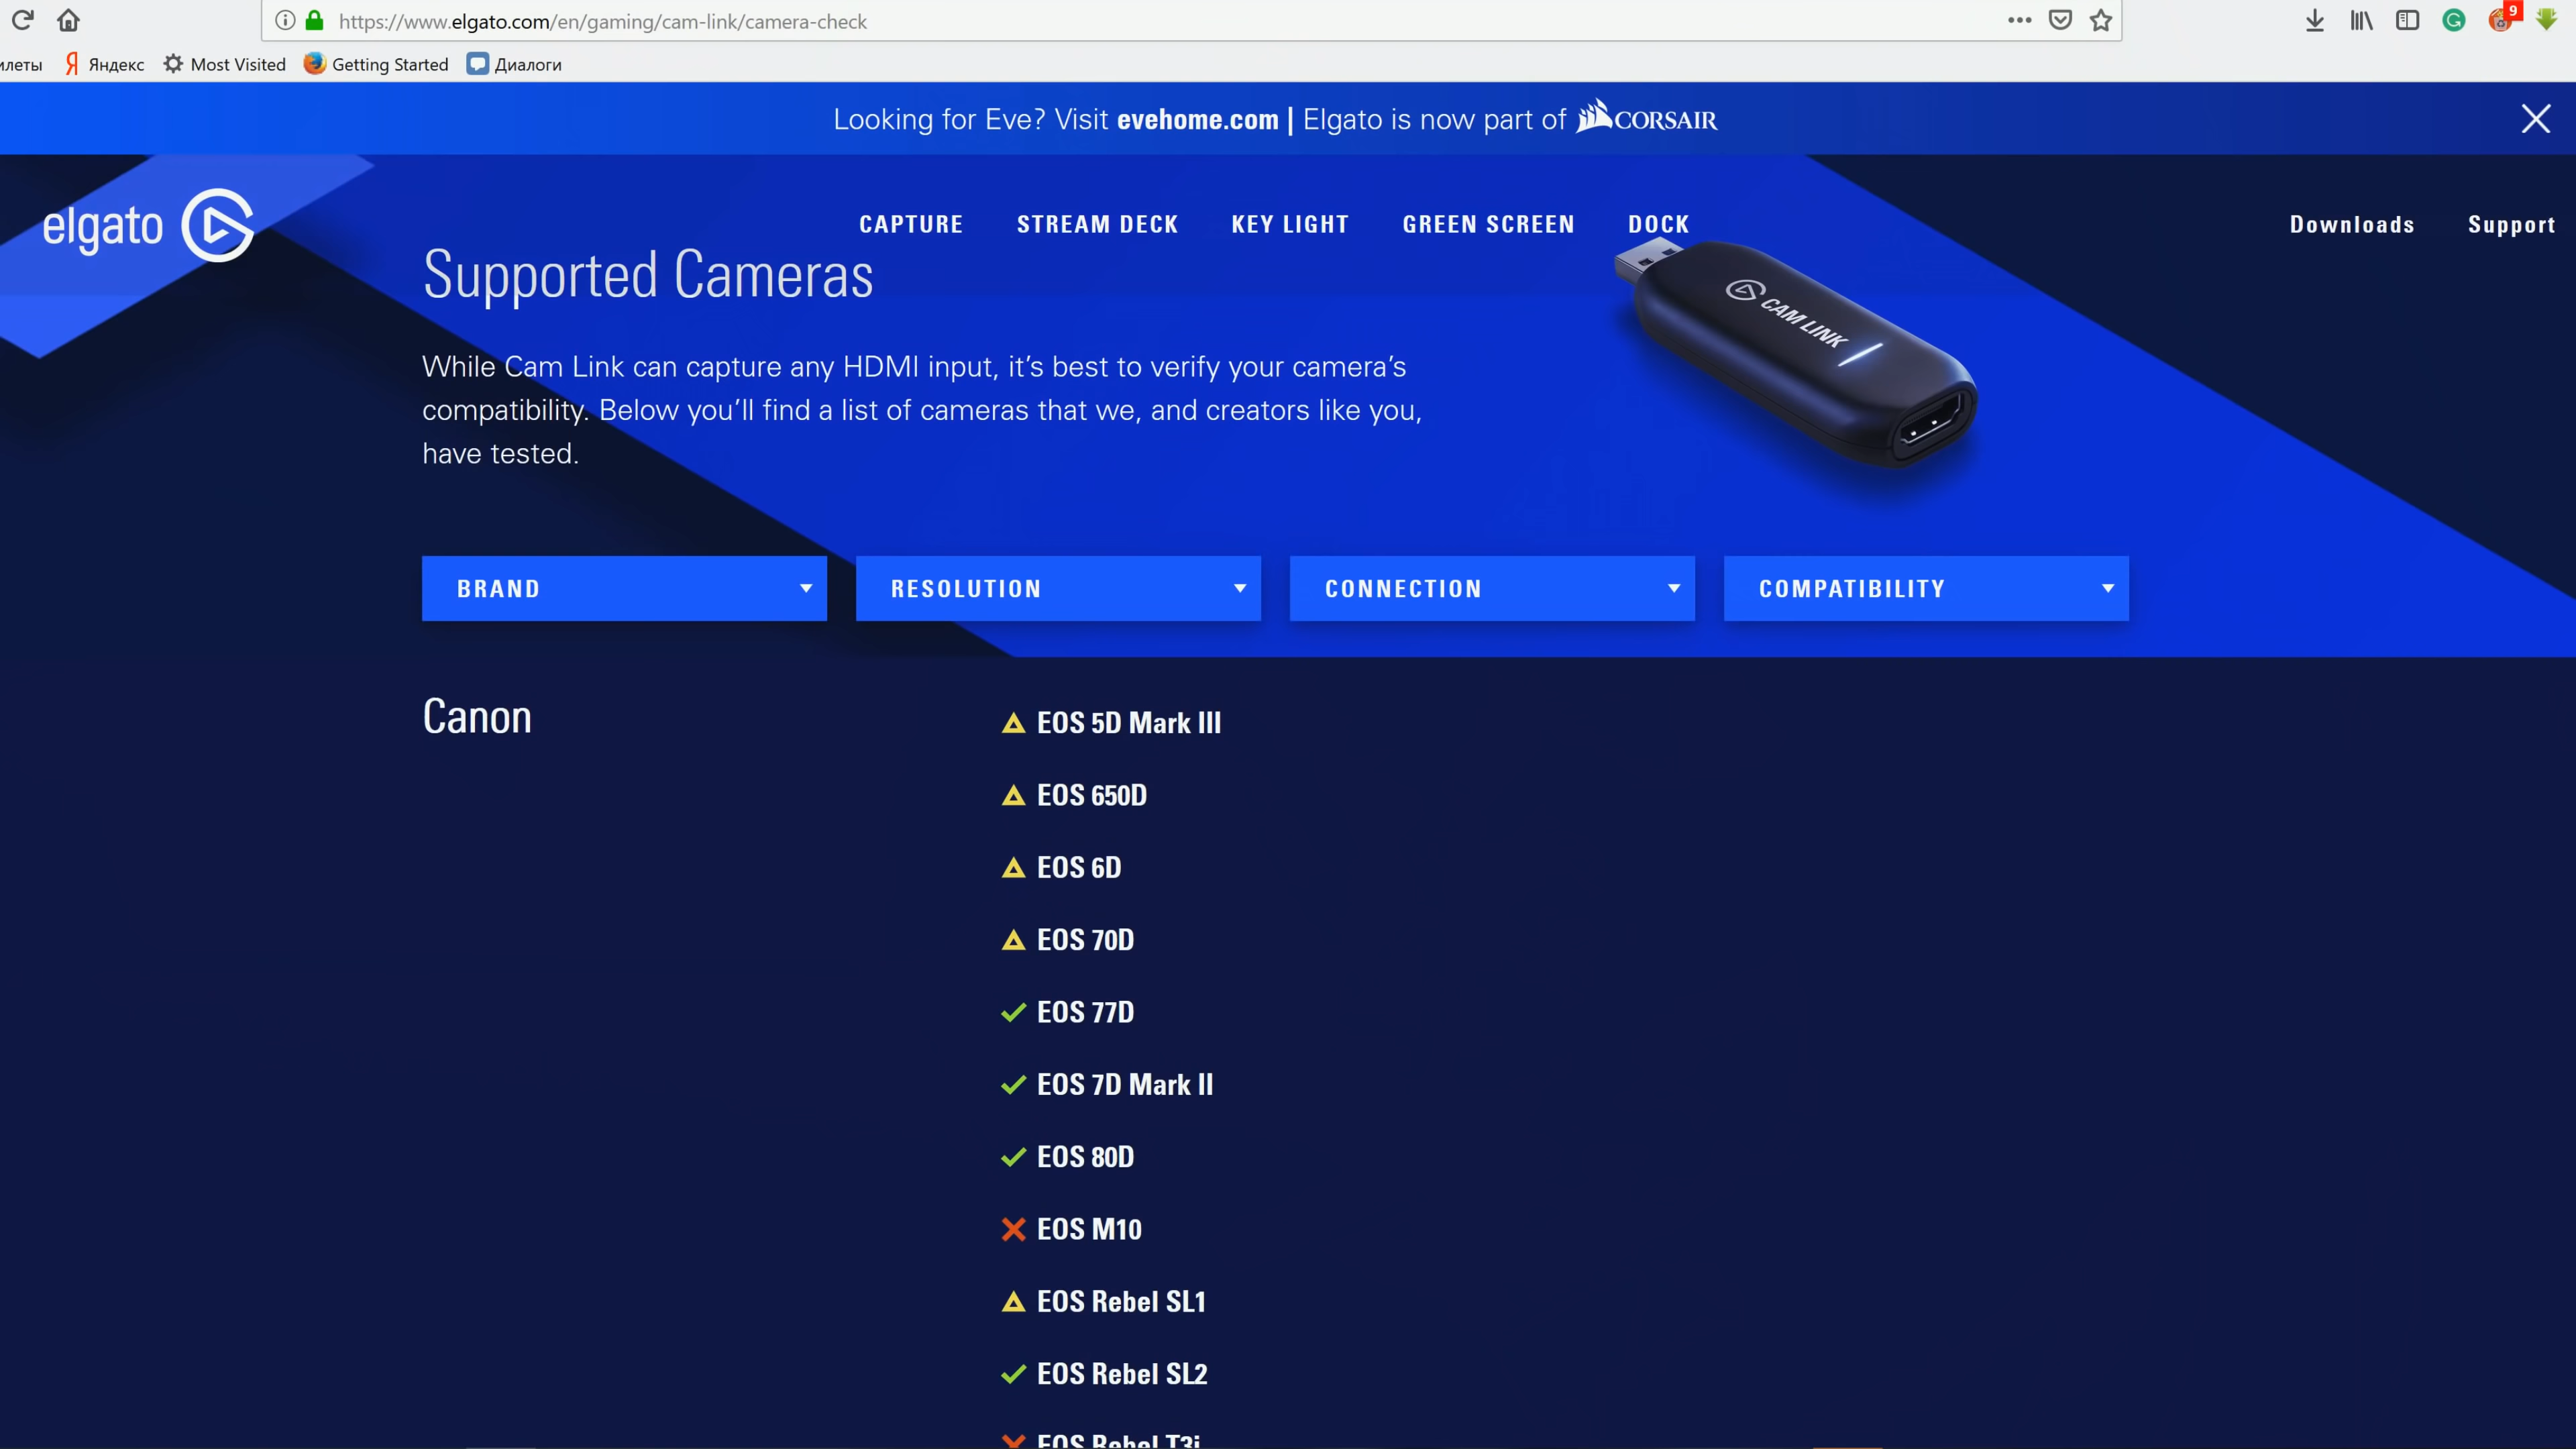 https://www.elgato.com/en/gaming/cam-link/camera-check
9
Яндекс Most Visited Getting Started Диалоги
Looking for Eve? Visit evehome.com | Elgato is now part of CORSAIR
elgato
CAPTURE STREAM DECK KEY LIGHT GREEN SCREEN DOCK
Downloads Support
Supported Cameras
CAM LINK
While Cam Link can capture any HDMI input, it's best to verify your camera's
compatibility. Below you'll find a list of cameras that we, and creators like you,
have tested.
BRAND RESOLUTION CONNECTION COMPATIBILITY
Canon
EOS 5D Mark III
EOS 650D
EOS 6D
EOS 70D
EOS 77D
EOS 7D Mark II
EOS 80D
EOS M10
EOS Rebel SL1
EOS Rebel SL2
EOS Rebel T3i